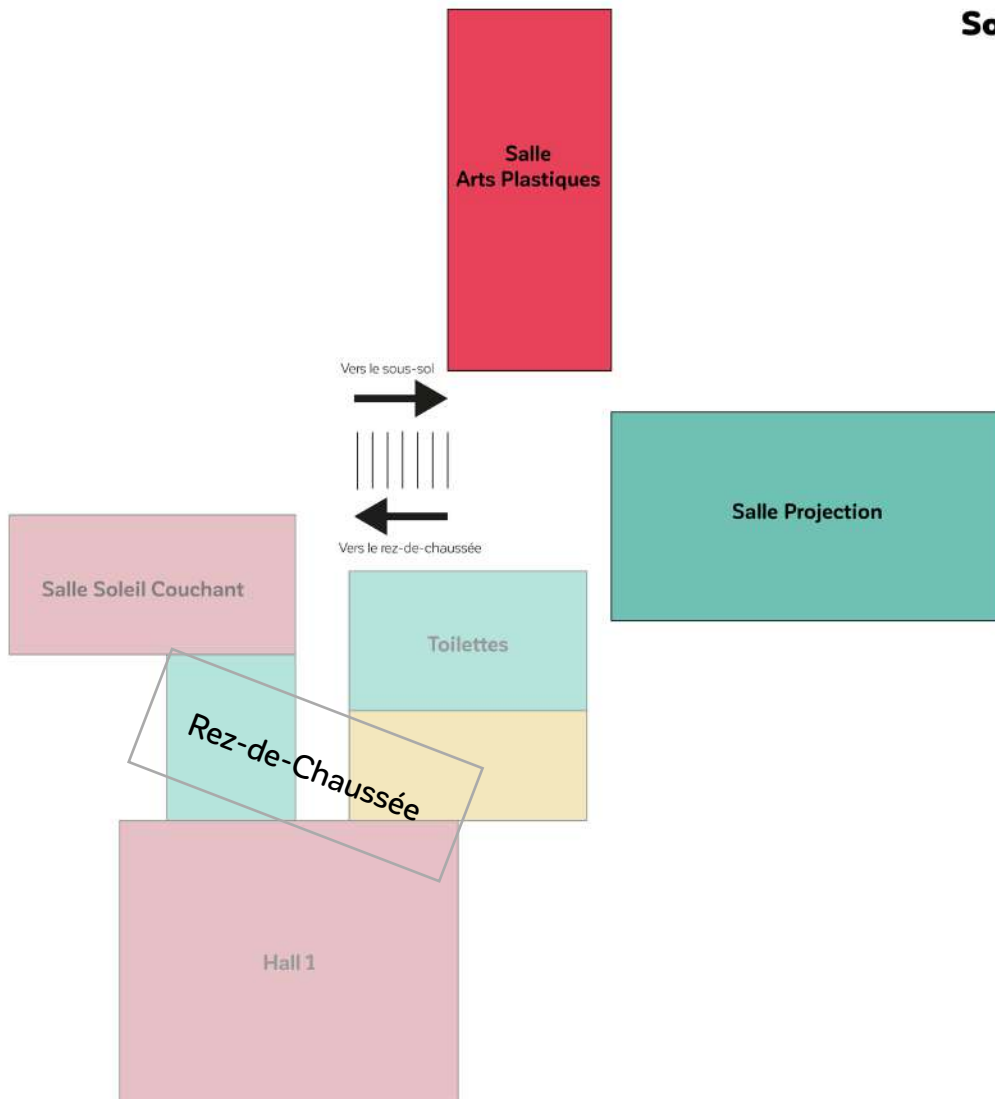 So
Salle
Arts Plastiques
Vers le sous-sol
Vers le rez-de-chaussée
Salle Projection
Salle Soleil Couchant
Toilettes
Rez-de-Chaussée
Hall 1